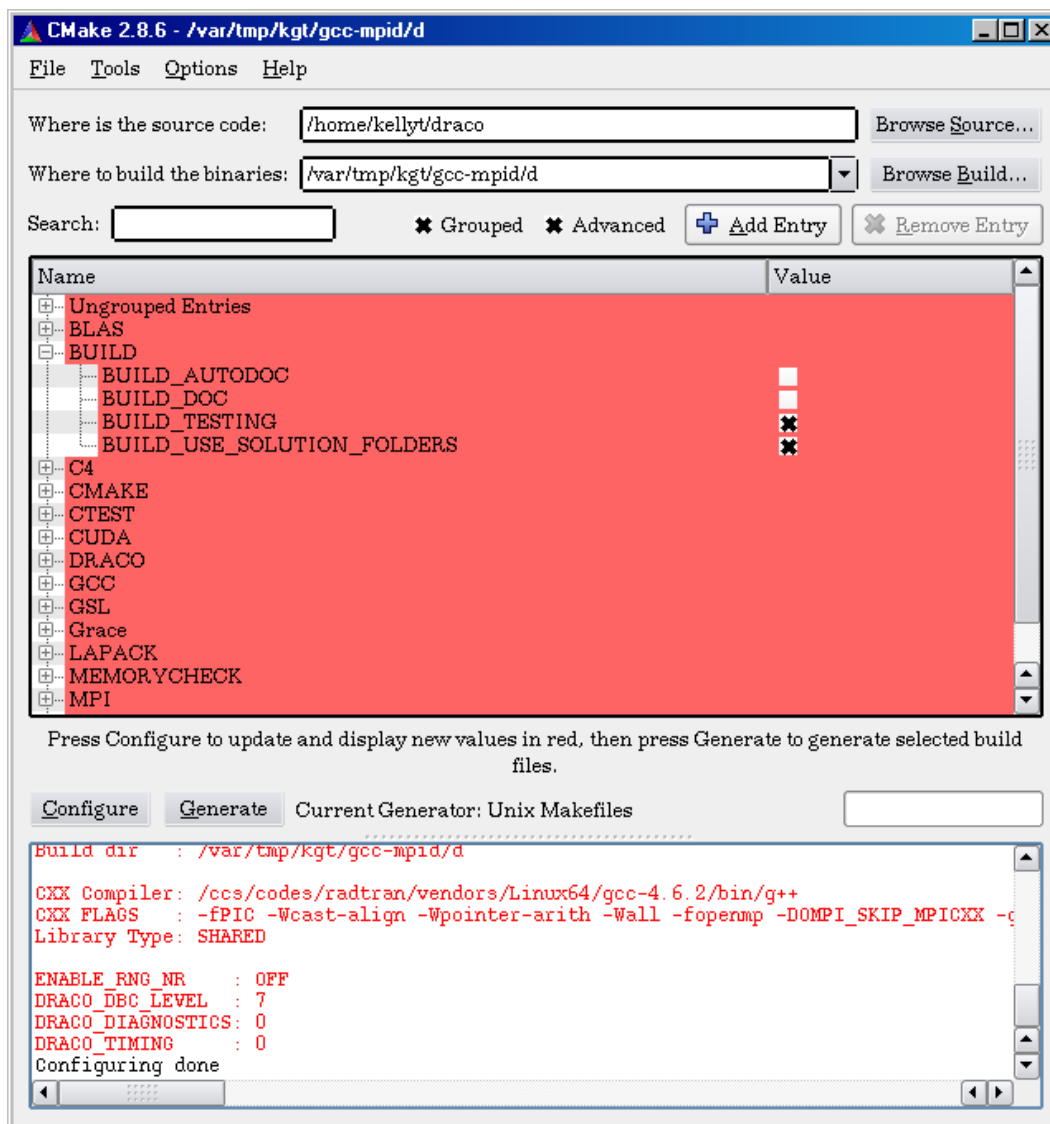 CMake 2.8.6 - /var/tmp/kgt/gcc-mpid/d
File Tools Options Help
Where is the source code: /home/kellyt/draco Browse Source...
Where to build the binaries: /var/tmp/kgt/gcc-mpid/d Browse Build...
Search: Grouped Advanced Add Entry Remove Entry
Name Value
Ungrouped Entries
BLAS
BUILD
BUILD_AUTODOC
BUILD_DOC
BUILD_TESTING
BUILD_USE_SOLUTION_FOLDERS
C4
CMAKE
CTEST
CUDA
DRACO
GCC
GSL
Grace
LAPACK
MEMORYCHECK
MPI
Press Configure to update and display new values in red, then press Generate to generate selected build
files.
Configure Generate Current Generator: Unix Makefiles
Build dir : /var/tmp/kgt/gcc-mpid/d
CXX Compiler: /ccs/codes/radtran/vendors/Linux64/gcc-4.6.2/bin/g++
CXX FLAGS : -fPIC -Wcast-align -Wpointer-arith -Wall -fopenmp -DOMPI_SKIP_MPICXX
Library Type: SHARED
ENABLE_RNG_NR : OFF
DRACO_DBC_LEVEL : 7
DRACO_DIAGNOSTICS: 0
DRACO_TIMING : 0
Configuring done